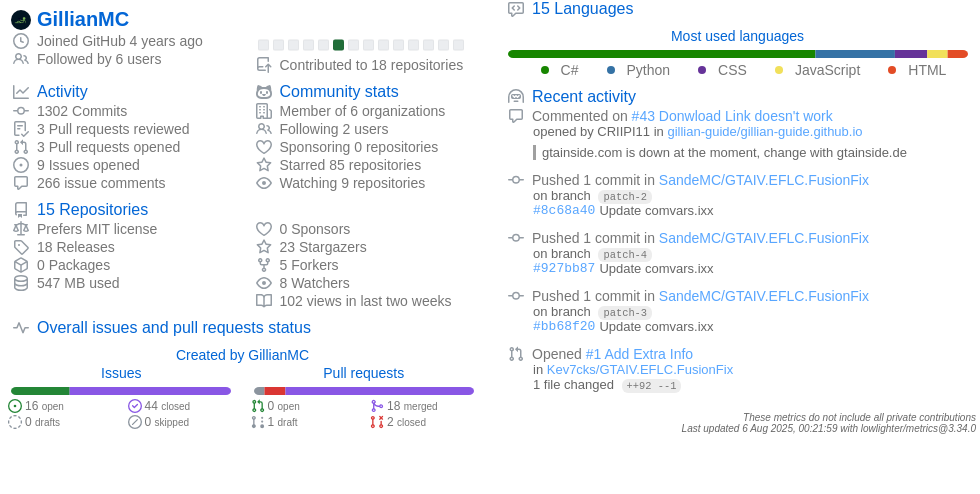 GillianMC
Joined GitHub 4 years ago
Followed by 6 users
Contributed to 18 repositories
Activity
1302 Commits
3 Pull requests reviewed
3 Pull requests opened
9 Issues opened
266 issue comments
Community stats
Member of 6 organizations
Following 2 users
Sponsoring 0 repositories
Starred 85 repositories
Watching 9 repositories
15 Repositories
Prefers MIT license
18 Releases
0 Packages
547 MB used
0 Sponsors
23 Stargazers
5 Forkers
8 Watchers
102 views in last two weeks
Overall issues and pull requests status
Created by GillianMC
Issues
16 open
44 closed
0 drafts
0 skipped
Pull requests
0 open
18 merged
1 draft
2 closed
15 Languages
Most used languages
C# Python CSS JavaScript HTML
Recent activity
Commented on #43 Donwload Link doesn't work
opened by CRIIPI11 in gillian-guide/gillian-guide.github.io
gtainside.com is down at the moment, change with gtainside.de
Pushed 1 commit in SandeMC/GTAIV.EFLC.FusionFix
on branch patch-2
#8c68a40 Update comvars.ixx
Pushed 1 commit in SandeMC/GTAIV.EFLC.FusionFix
on branch patch-4
#927bb87 Update comvars.ixx
Pushed 1 commit in SandeMC/GTAIV.EFLC.FusionFix
on branch patch-3
#bb68f20 Update comvars.ixx
Opened #1 Add Extra Info
in Kev7cks/GTAIV.EFLC.FusionFix
1 file changed ++92 --1
These metrics do not include all private contributions
Last updated 6 Aug 2025, 00:21:59 with lowlighter/metrics@3.34.0